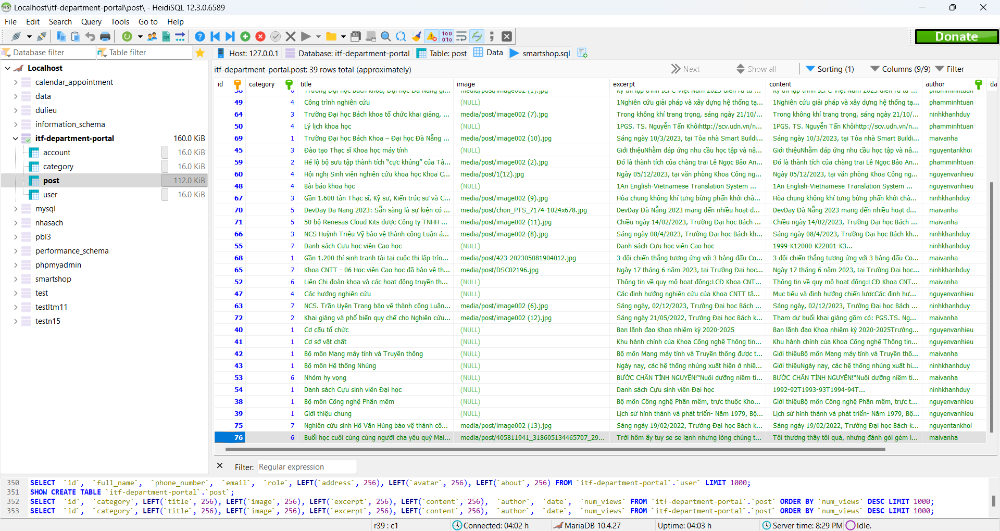 Localhost\itf-department-portal\post\ - HeidiSQL 12.3.0.6589
File Edit Search Query Tools Go to Help
Donate
Database filter Table filter
Host: 127.0.0.1 Database: itf-department-portal Table: post Data smartshop.sql
Localhost
calendar_appointment
data
dulieu
information_schema
itf-department-portal 160.0 KiB
account 16.0 KiB
category 16.0 KiB
post 112.0 KiB
user 16.0 KiB
mysql
nhasach
pbl3
performance_schema
phpmyadmin
smartshop
test
testltm11
testn15
itf-department-portal.post: 39 rows total (approximately) Next Show all Sorting (1) Columns (9/9) Filter
id category title image excerpt content author da
49 4 Công trình nghiên cứu (NULL) 1Nghiên cứu giải pháp và xây dựng hệ thống tạ... 1Nghiên cứu giải pháp và xây dựng hệ thống tạ... phamminhtuan
64 3 Trường Đại học Bách khoa tổ chức khai giảng, ... media/post/image002 (7).jpg Trong không khí trang trọng, sáng ngày 21/10/... Trong không khí trang trọng, sáng ngày 21/10/... ninhkhanhduy
50 4 Lý lịch khoa học (NULL) 1PGS. TS. Nguyễn Tấn Khôihttp://scv.udn.vn/n... 1PGS. TS. Nguyễn Tấn Khôihttp://scv.udn.vn/n... phamminhtuan
69 1 Trường Đại học Bách Khoa – Đại học Đà Nẵng ... media/post/image002 (10).jpg Sáng ngày 10/3/2023, tại Tòa nhà Smart Buildi... Sáng ngày 10/3/2023, tại Tòa nhà Smart Buildi... maivanha
45 3 Đào tạo Thạc sĩ Khoa học máy tính (NULL) Giới thiệuNhằm đáp ứng nhu cầu học tập và nâ... Giới thiệuNhằm đáp ứng nhu cầu học tập và nâ... nguyentankhoi
59 2 Hé lộ bộ sưu tập thành tích “cực khủng” của Tâ... media/post/image002 (2).jpg Đó là thành tích của chàng trai Lê Ngọc Bảo An... Đó là thành tích của chàng trai Lê Ngọc Bảo An... phamminhtuan
60 4 Hội nghị Sinh viên nghiên cứu khoa học Khoa C... media/post/1(12).jpg Ngày 05/12/2023, tại văn phòng Khoa Công ng... Ngày 05/12/2023, tại văn phòng Khoa Công ng... nguyenvanhieu
48 4 Bài báo khoa học (NULL) 1An English-Vietnamese Translation System ... 1An English-Vietnamese Translation System ... nguyenvanhieu
67 3 Gần 1.600 tân Thạc sĩ, Kỹ sư, Kiến trúc sư và C... media/post/image002 (9).jpg Hòa chung không khí tưng bừng phấn khởi chà... Hòa chung không khí tưng bừng phấn khởi chà... ninhkhanhduy
70 5 DevDay Da Nang 2023: Sẵn sàng là sự kiện có ... media/post/chon_PTS_7174-1024x678.jpg DevDay Đà Nẵng 2023 mang đến nhiều hoạt đ... DevDay Đà Nẵng 2023 mang đến nhiều hoạt đ... maivanha
71 5 50 bộ Renesas Cloud Kits được Công ty TNHH ... media/post/image002 (11).jpg Chiều ngày 14/02/2023, Trường Đại học Bách ... Chiều ngày 14/02/2023, Trường Đại học Bách ... maivanha
66 3 NCS Huỳnh Triệu Vỹ bảo vệ thành công Luận á... media/post/image002 (8).jpg Sáng ngày 08/4/2023, Trường Đại học Bách kh... Sáng ngày 08/4/2023, Trường Đại học Bách kh... ninhkhanhduy
55 7 Danh sách Cựu học viên Cao học (NULL) Danh sách Cựu học viên Cao học 1999-K12000-K22001-K3... ninhkhanhduy
68 1 Gần 1.200 thí sinh tranh tài tại cuộc thi lập trìn... media/post/423-202305081904012.jpg 3 đội chiến thắng tương ứng với 3 bảng đấu Co... 3 đội chiến thắng tương ứng với 3 bảng đấu Co... maivanha
65 7 Khoa CNTT - 06 Học viên Cao học đã bảo vệ th... media/post/DSC02196.jpg Ngày 17 tháng 6 năm 2023, tại Trường Đại học... Ngày 17 tháng 6 năm 2023, tại Trường Đại học... ninhkhanhduy
52 6 Liên Chi đoàn khoa và các hoạt động truyền th... (NULL) Thông tin về quy mô hoạt động:LCĐ Khoa CNT... Thông tin về quy mô hoạt động:LCĐ Khoa CNT... maivanha
47 4 Các hướng nghiên cứu (NULL) Các định hướng nghiên cứu của Khoa CNTT tậ... Mục tiêu và định hướng chiến lượcCác định hư... nguyenvanhieu
63 7 NCS. Trần Uyên Trang bảo vệ thành công Luận... media/post/image002 (6).jpg Sáng ngày, 02/12/2023, Trường Đại học Bách ... Sáng ngày, 02/12/2023, Trường Đại học Bách ... ninhkhanhduy
72 2 Khai giảng và phổ biến quy chế cho Nghiên cứu... media/post/image002 (12).jpg Sáng ngày 21/05/2022, Trường Đại học Bách k... Tham dự buổi khai giảng gồm có: PGS.TS. Ng... maivanha
40 1 Cơ cấu tổ chức (NULL) Ban lãnh đạo Khoa nhiệm kỳ 2020-2025 Ban lãnh đạo Khoa nhiệm kỳ 2020-2025Trưởng... nguyenvanhieu
41 1 Cơ sở vật chất (NULL) Khu hành chính của Khoa Công nghệ Thông tin... Khu hành chính của Khoa Công nghệ Thông tin... nguyenvanhieu
42 1 Bộ môn Mạng máy tính và Truyền thông (NULL) Bộ môn Mạng máy tính và Truyền thông được t... Giới thiệuBộ môn Mạng máy tính và Truyền thô... maivanha
43 1 Bộ môn Hệ thống Nhúng (NULL) Ngày nay, các hệ thống nhúng xuất hiện ở nhiề... Giới thiệuNgày nay, các hệ thống nhúng xuất hi... ninhkhanhduy
53 6 Nhóm hy vọng (NULL) BƯỚC CHÂN TÌNH NGUYỆN!"Nuôi dưỡng niềm ti... BƯỚC CHÂN TÌNH NGUYỆN!"Nuôi dưỡng niềm ti... maivanha
54 1 Danh sách Cựu sinh viên Đại học (NULL) Danh sách Cựu sinh viên Đại học 1992-92T1993-93T1994-94T... ninhkhanhduy
38 1 Bộ môn Công nghệ Phần mềm (NULL) Bộ môn Công nghệ Phần mềm, trực thuộc Kho... Giới thiệuBộ môn Công nghệ Phần mềm, trực t... nguyenvanhieu
39 1 Giới thiệu chung (NULL) Lịch sử hình thành và phát triển- Năm 1979, Bộ... Lịch sử hình thành và phát triển- Năm 1979, Bộ... nguyenvanhieu
75 7 Nghiên cứu sinh Hồ Văn Hùng bảo vệ thành cô... media/post/image002 (13).jpg Sáng ngày 19/02/2022, Trường Đại học Bách k... Sáng ngày 19/02/2022, Trường Đại học Bách k... nguyentankhoi
76 6 Buổi học cuối cùng cùng người cha yêu quý Mai... media/post/405811941_318605134465707_29... Trời hôm ấy tuy se se lạnh nhưng lòng chúng t... Tôi thương thầy tôi quá, nhưng đành gói gém l... maivanha
Filter: Regular expression
350 SELECT `id`, `full_name`, `phone_number`, `email`, `role`, LEFT(`address`, 256), LEFT(`avatar`, 256), LEFT(`about`, 256) FROM `itf-department-portal`.`user` LIMIT 1000;
351 SHOW CREATE TABLE `itf-department-portal`.`post`;
352 SELECT `id`, `category`, LEFT(`title`, 256), LEFT(`image`, 256), LEFT(`excerpt`, 256), LEFT(`content`, 256), `author`, `date`, `num_views` FROM `itf-department-portal`.`post` ORDER BY `num_views` DESC LIMIT 1000;
353 SELECT `id`, `category`, LEFT(`title`, 256), LEFT(`image`, 256), LEFT(`excerpt`, 256), LEFT(`content`, 256), `author`, `date`, `num_views` FROM `itf-department-portal`.`post` ORDER BY `num_views` DESC LIMIT 1000;
r39 : c1 Connected: 04:02 h MariaDB 10.4.27 Uptime: 04:03 h Server time: 8:29 PM Idle.